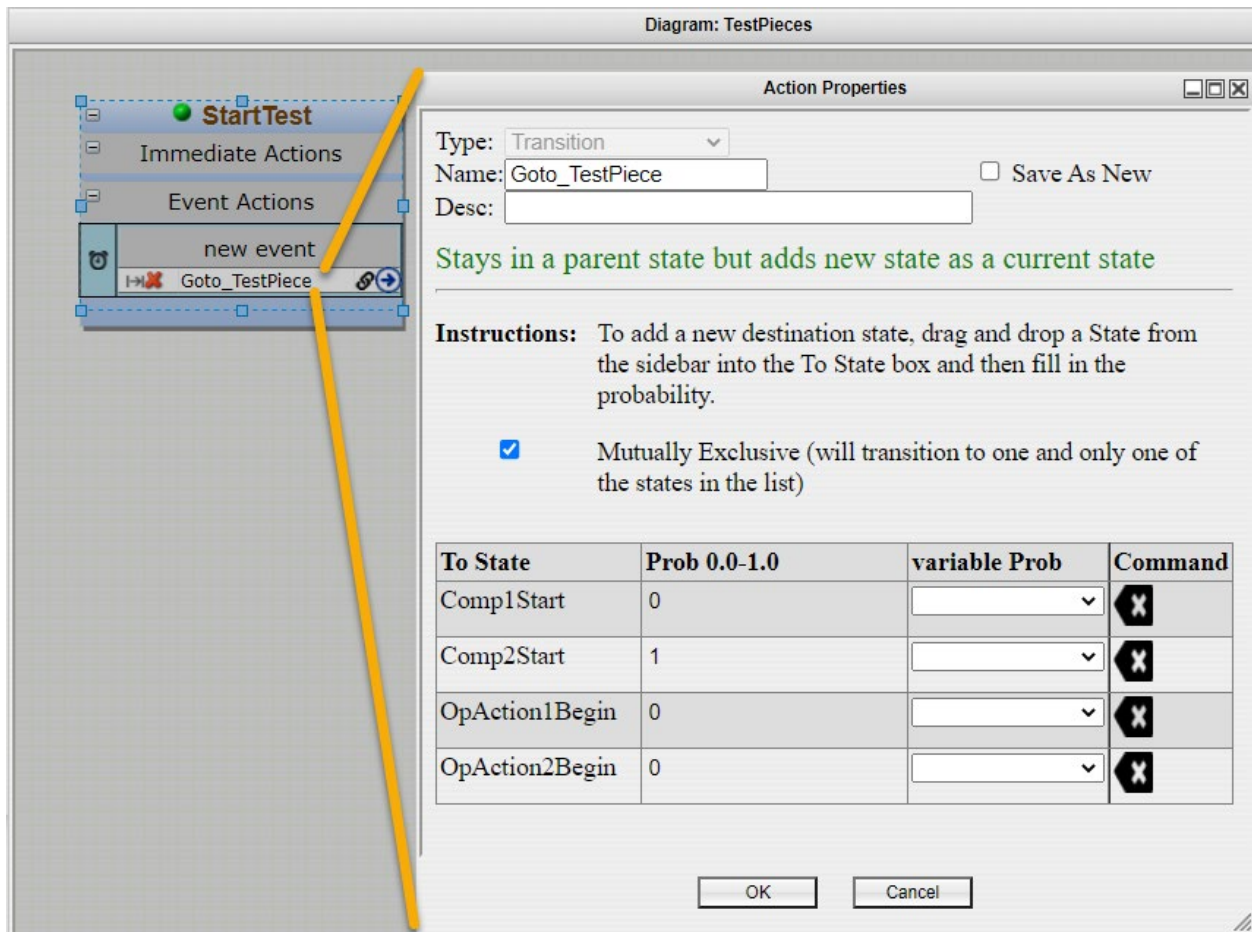 Diagram: TestPieces
StartTest
Immediate Actions
Event Actions
new event
Goto_TestPiece
Action Properties
Type: Transition
Name: Goto_TestPiece
Save As New
Desc:
Stays in a parent state but adds new state as a current state
Instructions: To add a new destination state, drag and drop a State from
the sidebar into the To State box and then fill in the
probability.
Mutually Exclusive (will transition to one and only one of
the states in the list)
To State Prob 0.0-1.0 variable Prob Command
Comp1Start 0
Comp2Start 1
OpAction1Begin 0
OpAction2Begin 0
OK Cancel